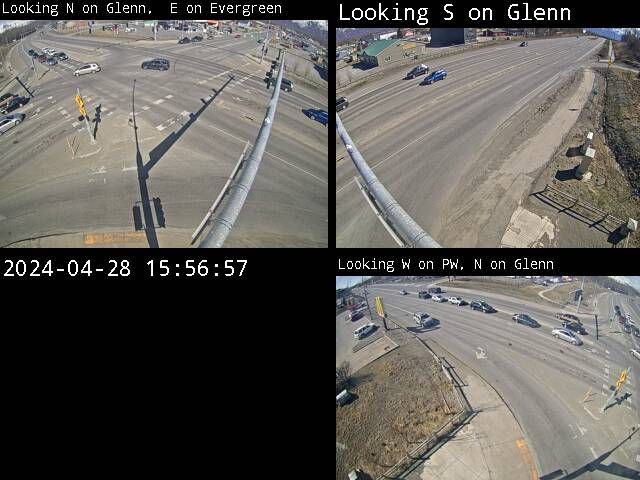 Looking N on Glenn, E on Evergreen
Looking S on Glenn
2024-04-28 15:56:57
Looking W on PW, N on Glenn